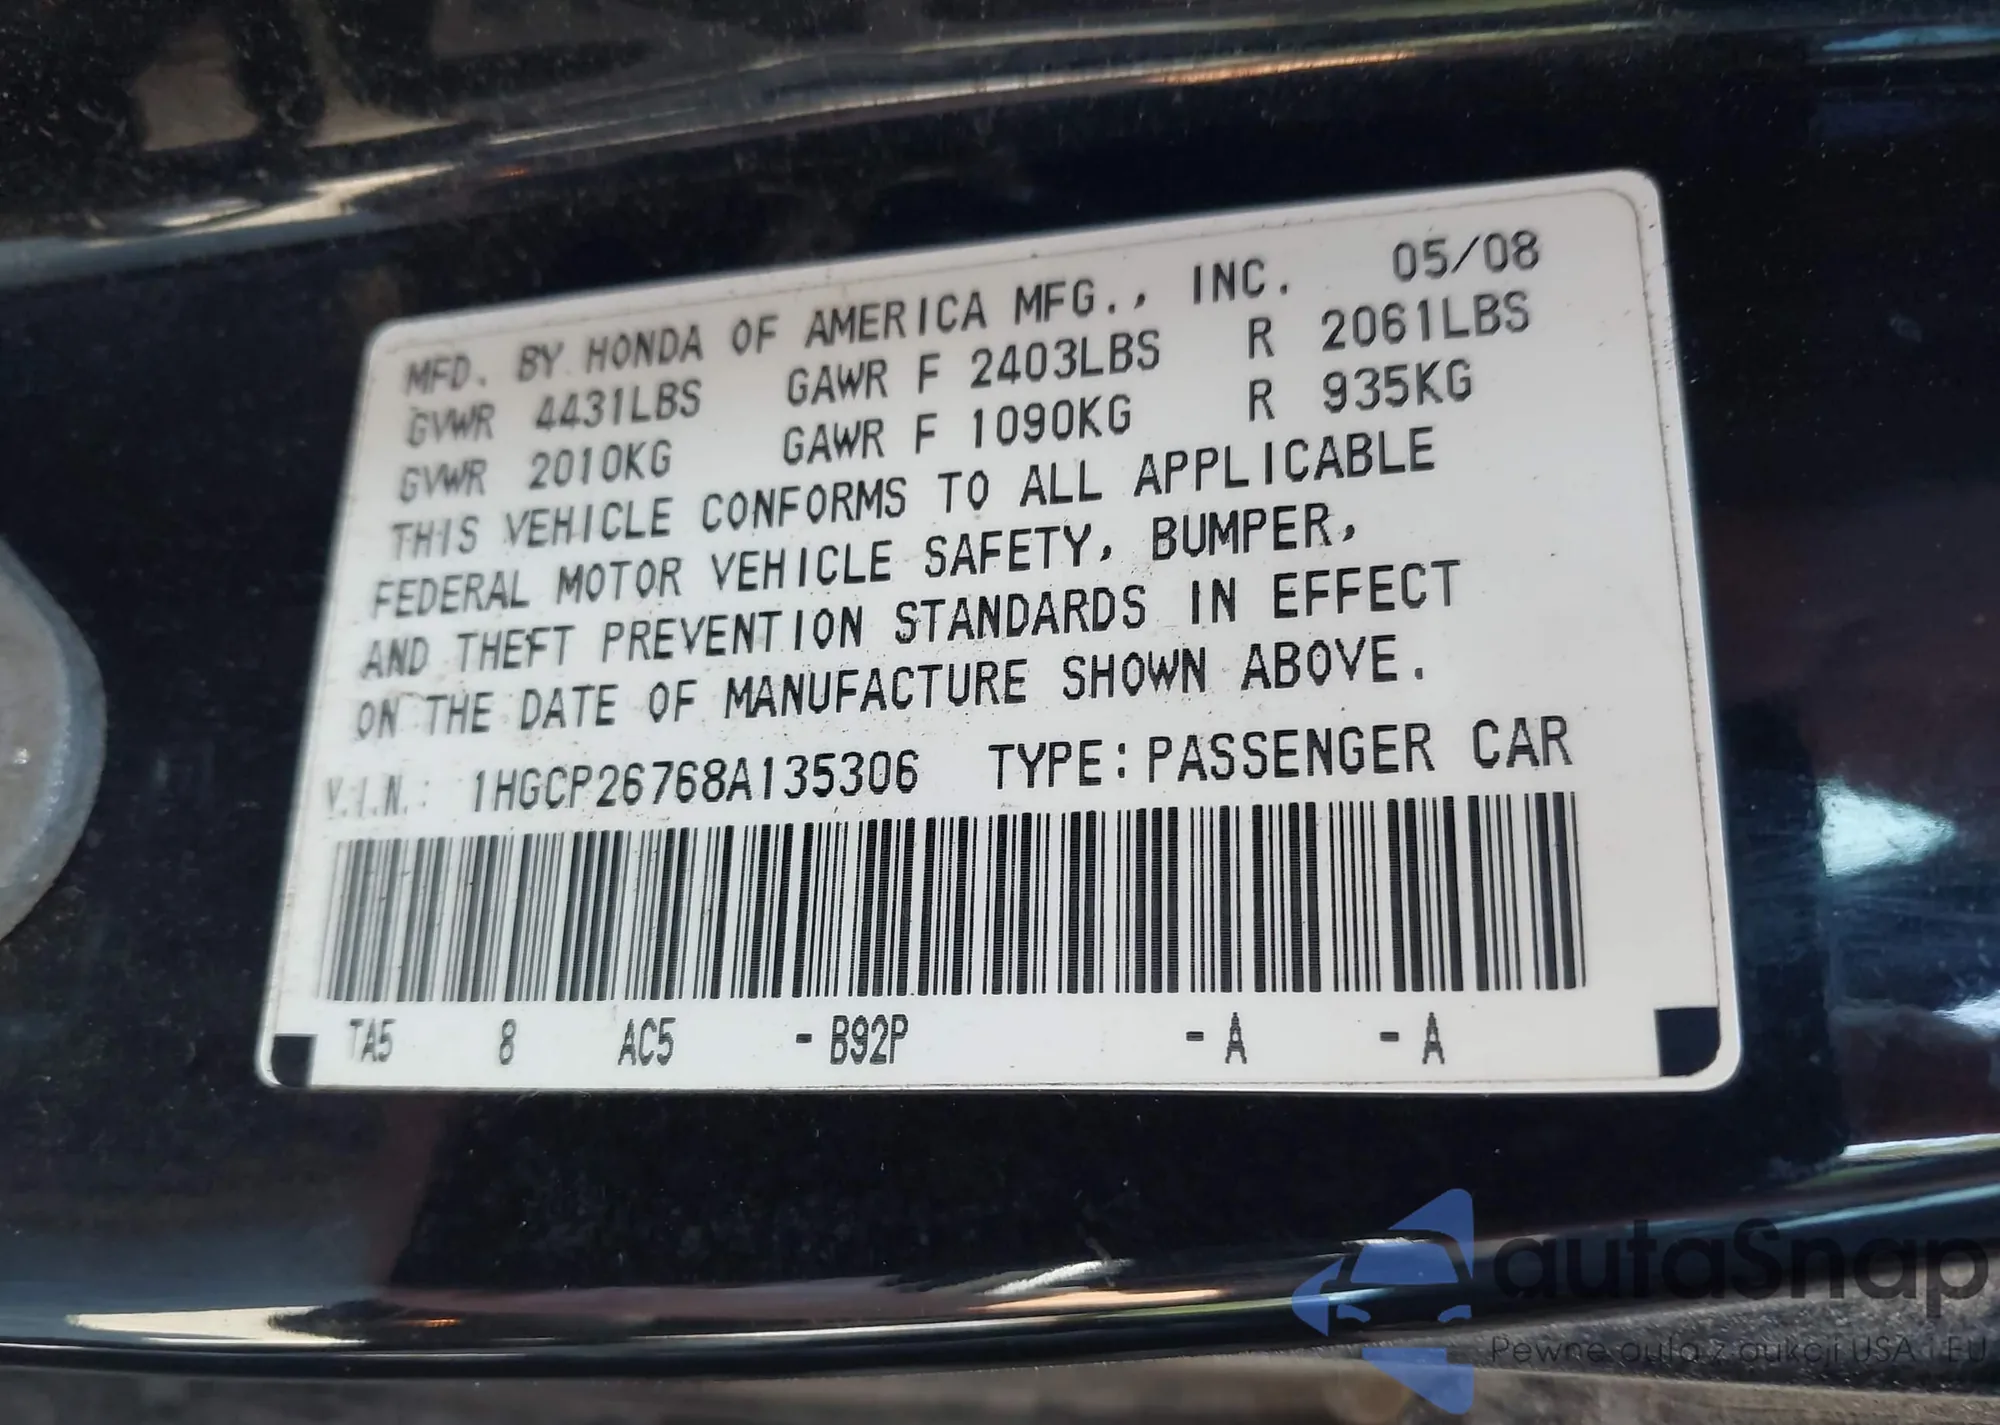 MFD. BY HONDA OF AMERICA MFG., INC. 05/08
GVWR 4431LBS GAWR F 2403LBS R 2061LBS
GVWR 2010KG GAWR F 1090KG R 935KG
THIS VEHICLE CONFORMS TO ALL APPLICABLE
FEDERAL MOTOR VEHICLE SAFETY, BUMPER,
AND THEFT PREVENTION STANDARDS IN EFFECT
ON THE DATE OF MANUFACTURE SHOWN ABOVE.
V.I.N.: 1HGCP26768A135306 TYPE:PASSENGER CAR
TA5 8 AC5 -B92P -A -A
autaSnap
Pewne auta z aukcji USA i EU